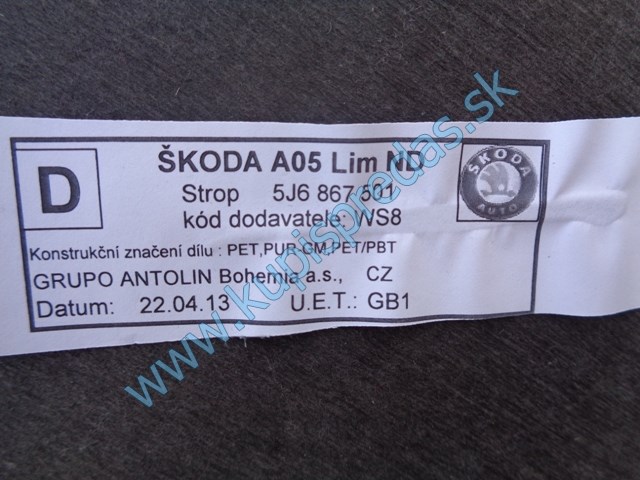 D
ŠKODA A05 Lim ND
Strop 5J6 867 501
kód dodavatele: WS8
ŠKODA
AUTO
Konstrukční značení dílu : PET,PUR-GM,PET/PBT
GRUPO ANTOLIN Bohemia a.s., CZ
Datum: 22.04.13 U.E.T.: GB1
www.kupispredas.sk